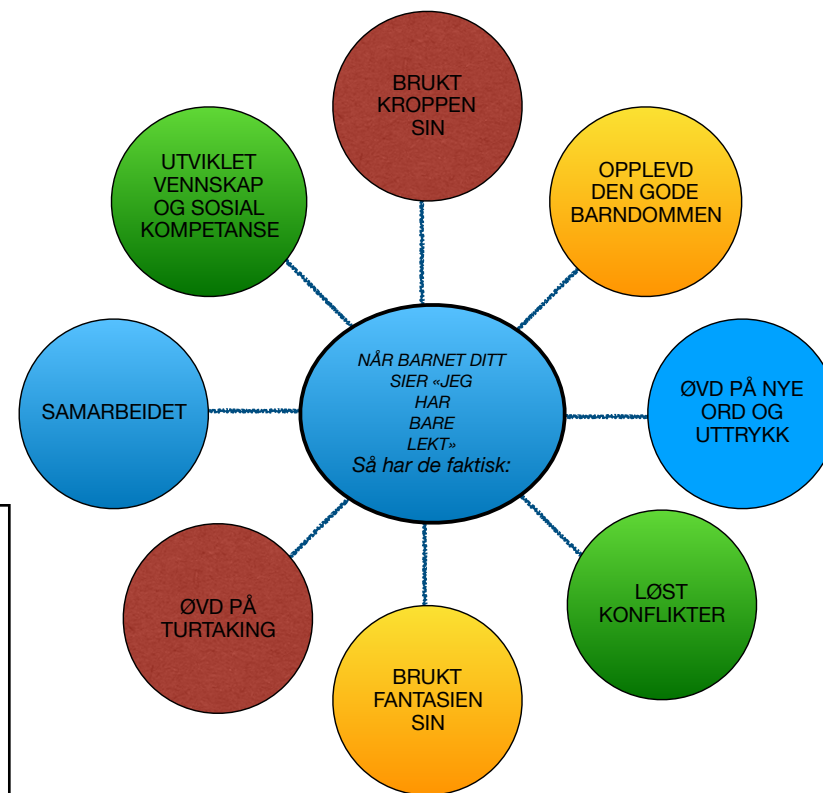 BRUKT
KROPPEN
SIN
UTVIKLET
VENNSKAP
OG SOSIAL
KOMPETANSE
OPPLEVD
DEN GODE
BARNDOMMEN
NÅR BARNET DITT
SIER «JEG
HAR
BARE
LEKT»
Så har de faktisk:
SAMARBEIDET
ØVD PÅ NYE
ORD OG
UTTRYKK
ØVD PÅ
TURTAKING
LØST
KONFLIKTER
BRUKT
FANTASIEN
SIN